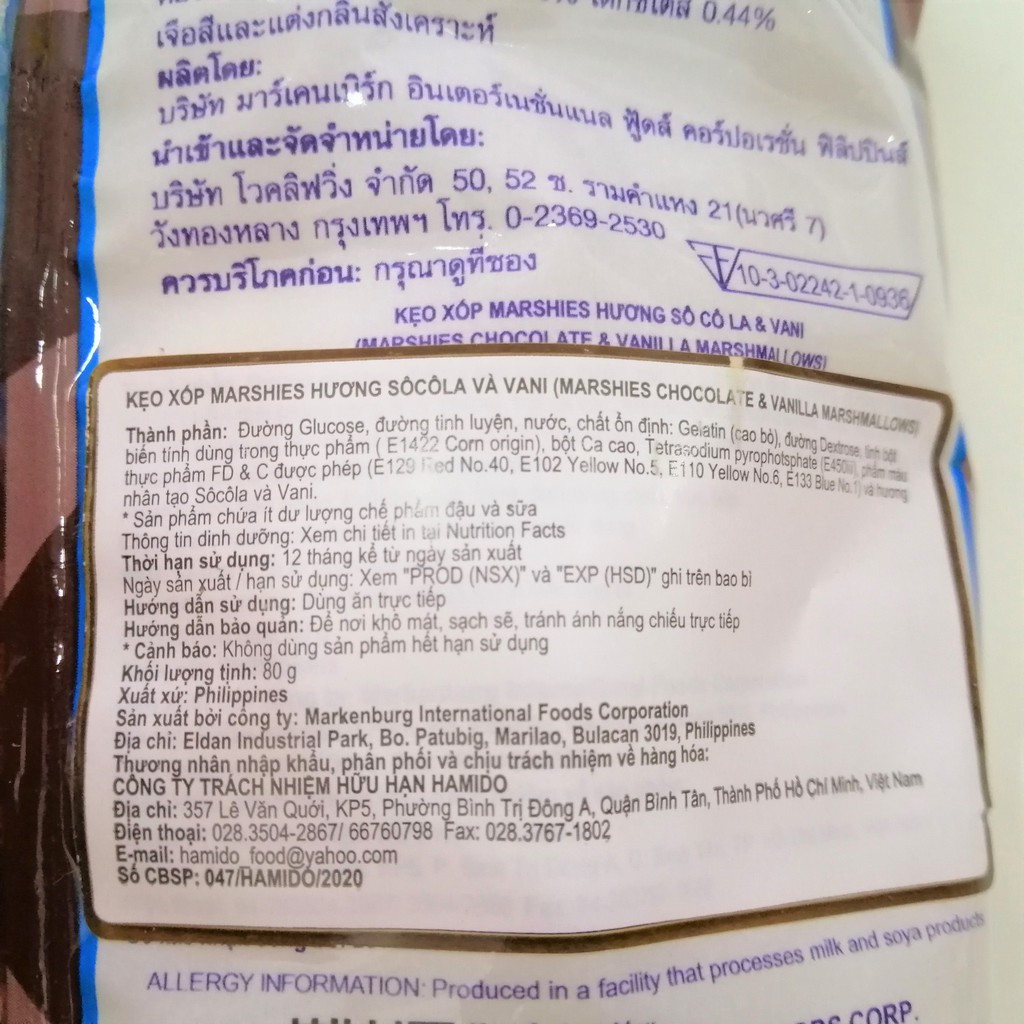 0.44%
เจือสีและแต่งกลิ่นสังเคราะห์
ผลิตโดย:
บริษัท มาร์เคนเบิร์ก อินเตอร์เนชั่นแนล ฟู้ดส์ คอร์ปอเรชั่น ฟิลิปปินส์
นำเข้าและจัดจำหน่ายโดย:
บริษัท โวคลิฟวิ่ง จำกัด 50, 52 ซ. รามคำแหง 21(นวศรี 7)
วังทองหลาง กรุงเทพฯ โทร. 0-2369-2530
ควรบริโภคก่อน: กรุณาดูที่ซอง
10-3-02242-1-0936
KẸO XỐP MARSHIES HƯƠNG SÔ CÔ LA & VANI
(MARSHIES CHOCOLATE & VANILLA MARSHMALLOWS)
KẸO XỐP MARSHIES HƯƠNG SÔCÔLA VÀ VANI (MARSHIES CHOCOLATE & VANILLA MARSHMALLOWS)
Thành phần: Đường Glucose, đường tinh luyện, nước, chất ổn định: Gelatin (cao bò), đường Dextrose, tinh bột
biến tính dùng trong thực phẩm ( E1422 Corn origin), bột Ca cao, Tetrasodium pyrophotsphate (E450iii), phẩm màu
thực phẩm FD & C được phép (E129 Red No.40, E102 Yellow No.5, E110 Yellow No.6, E133 Blue No.1) và hương
nhân tạo Sôcôla và Vani.
* Sản phẩm chứa ít dư lượng chế phẩm đậu và sữa
Thông tin dinh dưỡng: Xem chi tiết in tại Nutrition Facts
Thời hạn sử dụng: 12 tháng kể từ ngày sản xuất
Ngày sản xuất / hạn sử dụng: Xem "PROD (NSX)" và "EXP (HSD)" ghi trên bao bì
Hướng dẫn sử dụng: Dùng ăn trực tiếp
Hướng dẫn bảo quản: Để nơi khô mát, sạch sẽ, tránh ánh nắng chiếu trực tiếp
* Cảnh báo: Không dùng sản phẩm hết hạn sử dụng
Khối lượng tịnh: 80 g
Xuất xứ: Philippines
Sản xuất bởi công ty: Markenburg International Foods Corporation
Địa chỉ: Eldan Industrial Park, Bo. Patubig, Marilao, Bulacan 3019, Philippines
Thương nhân nhập khẩu, phân phối và chịu trách nhiệm về hàng hóa:
CÔNG TY TRÁCH NHIỆM HỮU HẠN HAMIDO
Địa chỉ: 357 Lê Văn Quới, KP5, Phường Bình Trị Đông A, Quận Bình Tân, Thành Phố Hồ Chí Minh, Việt Nam
Điện thoại: 028.3504-2867/ 66760798 Fax: 028.3767-1802
E-mail: hamido_food@yahoo.com
Số CBSP: 047/HAMIDO/2020
ALLERGY INFORMATION: Produced in a facility that processes milk and soya products
CORP.